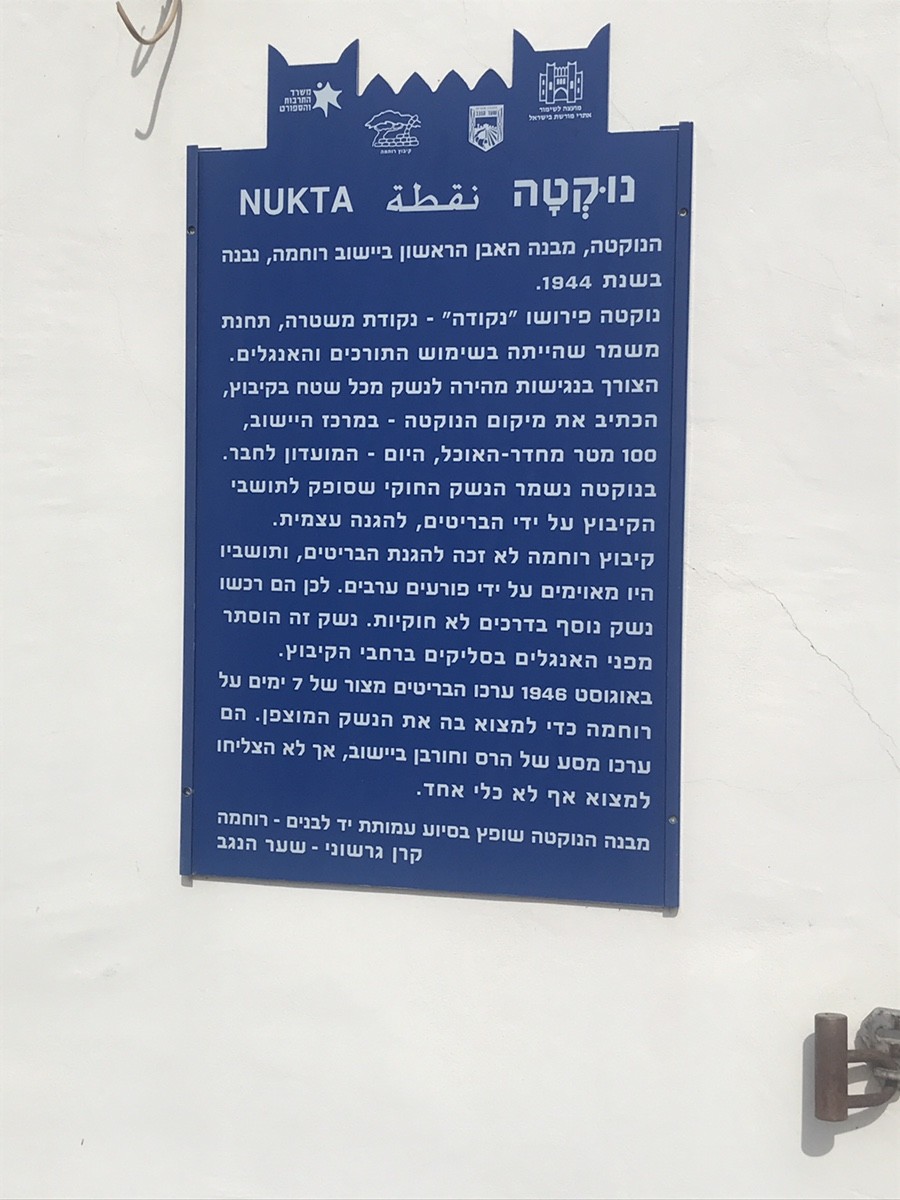 משרד
התרבות
והספורט
קיבוץ רוחמה
שער הנגב
מועצה לשימור
אתרי מורשת בישראל
נוּקְטָה نقطة NUKTA
הנוקטה, מבנה האבן הראשון ביישוב רוחמה, נבנה
בשנת 1944.
נוקטה פירושו "נקודה" - נקודת משטרה, תחנת
משמר שהייתה בשימוש התורכים והאנגלים.
הצורך בנגישות מהירה לנשק מכל שטח בקיבוץ,
הכתיב את מיקום הנוקטה - במרכז היישוב,
100 מטר מחדר-האוכל, היום - המועדון לחבר.
בנוקטה נשמר הנשק החוקי שסופק לתושבי
הקיבוץ על ידי הבריטים, להגנה עצמית.
קיבוץ רוחמה לא זכה להגנת הבריטים, ותושביו
היו מאוימים על ידי פורעים ערבים. לכן הם רכשו
נשק נוסף בדרכים לא חוקיות. נשק זה הוסתר
מפני האנגלים בסליקים ברחבי הקיבוץ.
באוגוסט 1946 ערכו הבריטים מצור של 7 ימים על
רוחמה כדי למצוא בה את הנשק המוצפן. הם
ערכו מסע של הרס וחורבן ביישוב, אך לא הצליחו
למצוא אף לא כלי אחד.
מבנה הנוקטה שופץ בסיוע עמותת יד לבנים - רוחמה
קרן גרשוני - שער הנגב